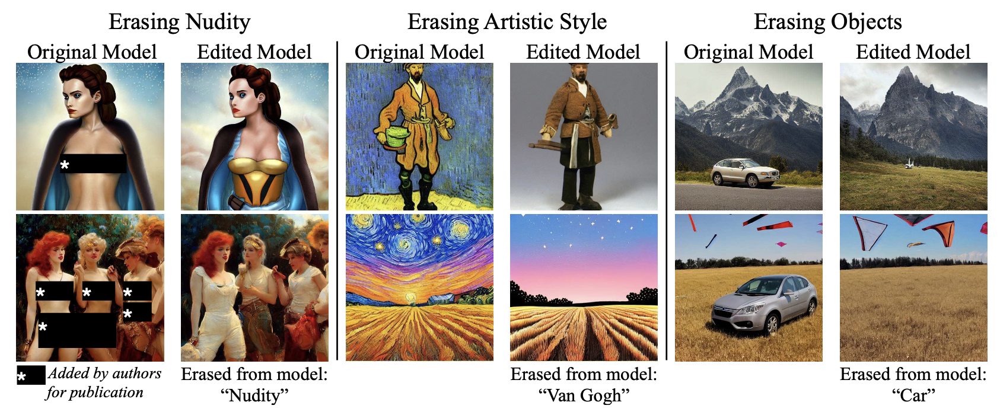 Erasing Nudity
Erasing Artistic Style
Erasing Objects
Original Model
Edited Model
Original Model
Edited Model
Original Model
Edited Model
*
*
*
*
*
*
* Added by authors
for publication
Erased from model:
“Nudity”
Erased from model:
“Van Gogh”
Erased from model:
“Car”